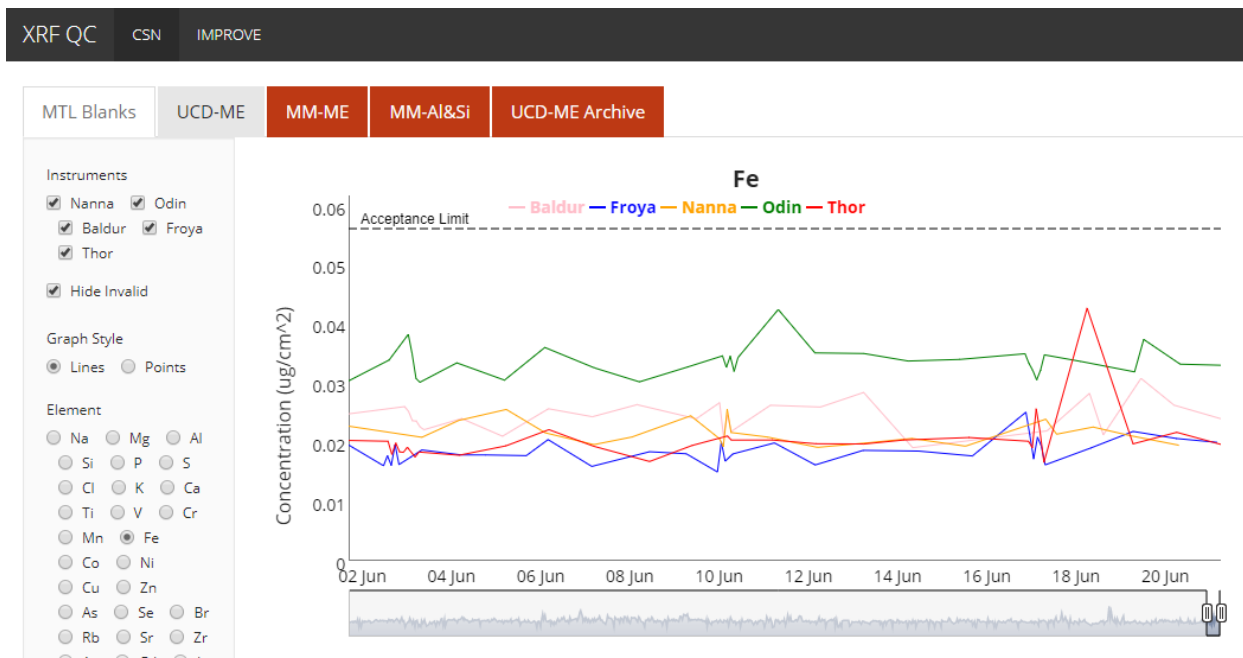 XRF QC CSN IMPROVE
MTL Blanks UCD-ME MM-ME MM-Al&Si UCD-ME Archive
Instruments
Nanna Odin
Baldur Froya
Thor
Hide Invalid
Graph Style
Lines Points
Element
Na Mg Al
Si P S
Cl K Ca
Ti V Cr
Mn Fe
Co Ni
Cu Zn
As Se Br
Rb Sr Zr
Fe
Baldur Froya Nanna Odin Thor
Acceptance Limit
Concentration (ug/cm^2)
0.06
0.05
0.04
0.03
0.02
0.01
0
02 Jun 04 Jun 06 Jun 08 Jun 10 Jun 12 Jun 14 Jun 16 Jun 18 Jun 20 Jun